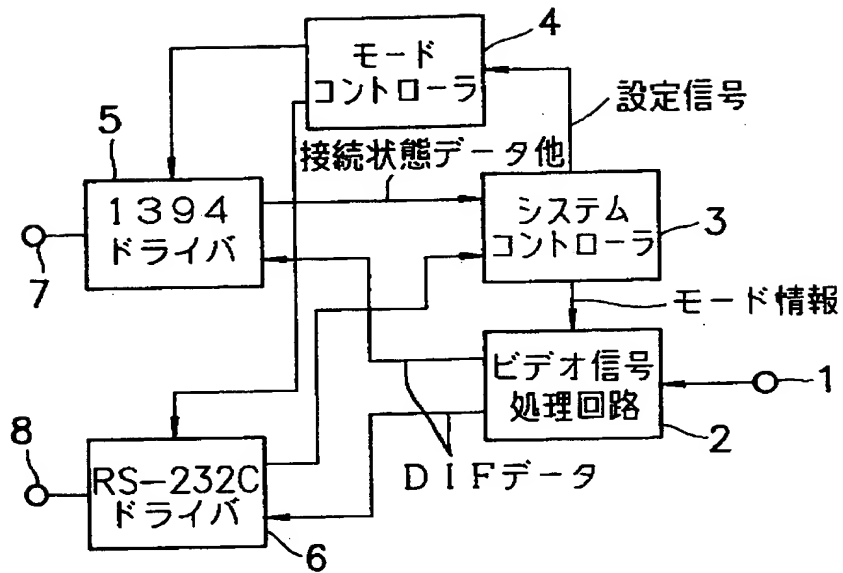 4
モード
コントローラ
設定信号
5
接続状態データ他
1394
ドライバ
システム
コントローラ
3
7
モード情報
ビデオ信号
処理回路
1
2
8
DIFデータ
RS-232C
ドライバ
6